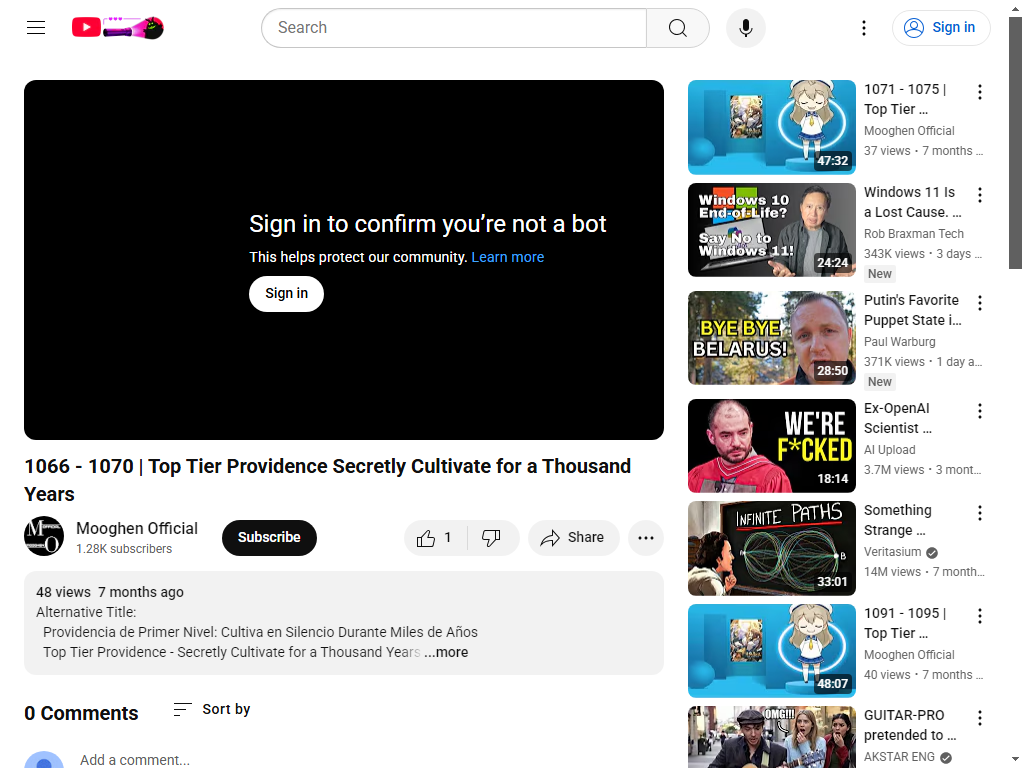 Search
Sign in
Sign in to confirm you’re not a bot
This helps protect our community. Learn more
Sign in
1066 - 1070 | Top Tier Providence Secretly Cultivate for a Thousand
Years
Mooghen Official
1.28K subscribers
Subscribe
1
Share
48 views 7 months ago
Alternative Title:
Providencia de Primer Nivel: Cultiva en Silencio Durante Miles de Años
Top Tier Providence - Secretly Cultivate for a Thousand Years ...more
0 Comments
Sort by
Add a comment...
47:32
1071 - 1075 |
Top Tier ...
Mooghen Official
37 views • 7 months ...
Windows 10
End-of-Life?
Say No to
Windows 11!
24:24
Windows 11 Is
a Lost Cause. ...
Rob Braxman Tech
343K views • 3 days ...
New
BYE BYE
BELARUS!
28:50
Putin's Favorite
Puppet State i...
Paul Warburg
371K views • 1 day a...
New
WE'RE
F*CKED
18:14
Ex-OpenAI
Scientist ...
AI Upload
3.7M views • 3 mont...
INFINITE PATHS
A
B
33:01
Something
Strange ...
Veritasium
14M views • 7 month...
48:07
1091 - 1095 |
Top Tier ...
Mooghen Official
40 views • 7 months ...
OMG!!!
GUITAR-PRO
pretended to ...
AKSTAR ENG